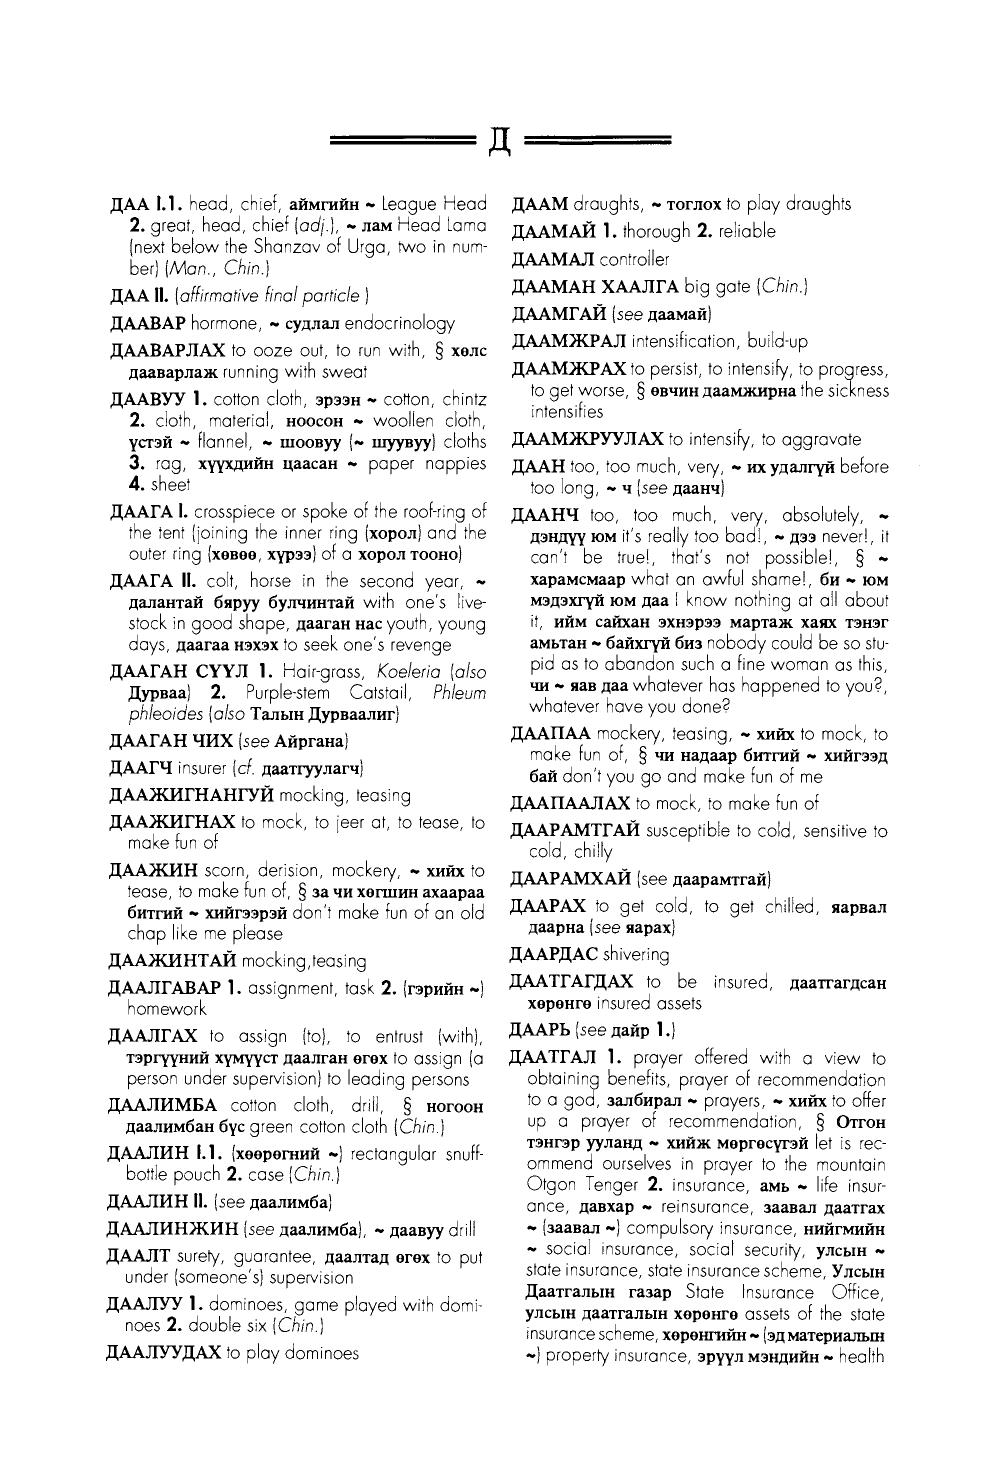 Д
ДАА I.1. head, chief, аймгийн ~ League Head
2. great, head, chief (adj.), ~ лам Head Lama
(next below the Shanzav of Urga, two in num-
ber) (Man., Chin.)
ДАА II. (affirmative final particle )
ДААВАР hormone, ~ судлал endocrinology
ДААВАРЛАХ to ooze out, to run with, § хөлс
дааварлаж running with sweat
ДААВУУ 1. cotton cloth, эрээн ~ cotton, chintz
2. cloth, material, ноосон ~ woollen cloth,
үстэй ~ flannel, ~ шоовуу (~ шуувуу) cloths
3. rag, хүүхдийн цаасан ~ paper nappies
4. sheet
ДААГА I. crosspiece or spoke of the roof-ring of
the tent (joining the inner ring (хорол) and the
outer ring (хөвөө, хүрээ) of a хорол тооно)
ДААГА II. colt, horse in the second year, ~
далантай бяруу булчинтай with one's live-
stock in good shape, дааган нас youth, young
days, даагаа нэхэх to seek one's revenge
ДААГАН СҮҮЛ 1. Hair-grass, Koeleria (also
Дурваа) 2. Purple-stem Catstail, Phleum
phleoides (also Талын Дурваалиг)
ДААГАН ЧИХ (see Айргана)
ДААГЧ insurer (cf. даатгуулагч)
ДААЖИГНАНГУЙ mocking, teasing
ДААЖИГНАХ to mock, to jeer at, to tease, to
make fun of
ДААЖИН scorn, derision, mockery, ~ хийх to
tease, to make fun of, § за чи хөгшин ахаараа
битгий ~ хийгээрэй don't make fun of an old
chap like me please
ДААЖИНТАЙ mocking,teasing
ДААЛГАВАР 1. assignment, task 2. (гэрийн ~)
homework
ДААЛГАХ to assign (to), to entrust (with),
тэргүүний хүмүүст даалган өгөх to assign (a
person under supervision) to leading persons
ДААЛИМБА cotton cloth, drill, § ногоон
даалимбан бүс green cotton cloth (Chin.)
ДААЛИН I.1. (хөөрөгний ~) rectangular snuff-
bottle pouch 2. case (Chin.)
ДААЛИН II. (see даалимба)
ДААЛИНЖИН (see даалимба), ~ даавуу drill
ДААЛТ surety, guarantee, даалтад өгөх to put
under (someone's) supervision
ДААЛУУ 1. dominoes, game played with domi-
noes 2. double six (Chin.)
ДААЛУУДАХ to play dominoes
ДААМ draughts, ~ тоглох to play draughts
ДААМАЙ 1. thorough 2. reliable
ДААМАЛ controller
ДААМАН ХААЛГА big gate (Chin.)
ДААМГАЙ (see даамай)
ДААМЖРАЛ intensification, build-up
ДААМЖРАХ to persist, to intensify, to progress,
to get worse, § өвчин даамжирна the sickness
intensifies
ДААМЖРУУЛАХ to intensify, to aggravate
ДААН too, too much, very, ~ их удалгүй before
too long, ~ ч (see даанч)
ДААНЧ too, too much, very, absolutely, ~
дэндүү юм it's really too bad!, ~ дээ never!, it
can't be true!, that's not possible!, § ~
харамсмаар what an awful shame!, би ~ юм
мэдэхгүй юм даа I know nothing at all about
it, ийм сайхан эхнэрээ мартаж хаях тэнэг
амьтан ~ байхгүй биз nobody could be so stu-
pid as to abandon such a fine woman as this,
чи ~ яав даа whatever has happened to you?,
whatever have you done?
ДААПАА mockery, teasing, ~ хийх to mock, to
make fun of, § чи надаар битгий ~ хийгээд
бай don't you go and make fun of me
ДААПААЛАХ to mock, to make fun of
ДААРАМТГАЙ susceptible to cold, sensitive to
cold, chilly
ДААРАМХАЙ (see даарамтгай)
ДААРАХ to get cold, to get chilled, яарвал
даарна (see яарах)
ДААРДАС shivering
ДААТГАГДАХ to be insured, даатгагдсан
хөрөнгө insured assets
ДААРЬ (see дайр 1.)
ДААТГАЛ 1. prayer offered with a view to
obtaining benefits, prayer of recommendation
to a god, залбирал ~ prayers, ~ хийх to offer
up a prayer of recommendation, § Отгон
тэнгэр ууланд ~ хийж мөргөсүгэй let is rec-
ommend ourselves in prayer to the mountain
Otgon Tenger 2. insurance, амь ~ life insur-
ance, давхар ~ reinsurance, заавал даатгах
~ (заавал ~) compulsory insurance, нийгмийн
~ social insurance, social security, улсын ~
state insurance, state insurance scheme, Улсын
Даатгалын газар State Insurance Office,
улсын даатгалын хөрөнгө assets of the state
insurance scheme, хөрөнгийн ~ (эд материалын
~) property insurance, эрүүл мэндийн ~ health